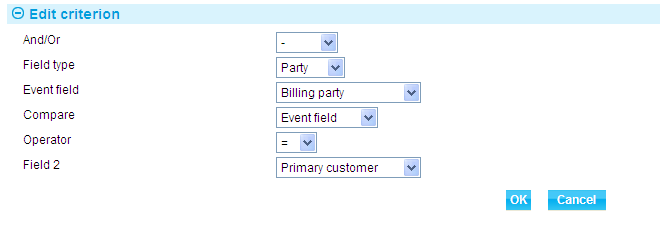 Edit criterion
And/Or -
Field type Party
Event field Billing party
Compare Event field
Operator =
Field 2 Primary customer
OK Cancel